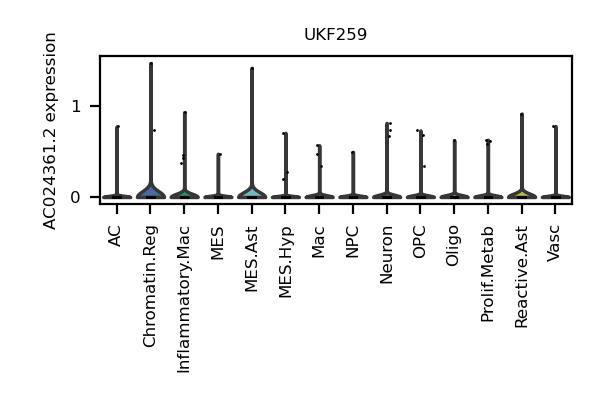 UKF259
AC024361.2 expression
1
0
AC
Chromatin.Reg
Inflammatory.Mac
MES
MES.Ast
MES.Hyp
Mac
NPC
Neuron
OPC
Oligo
Prolif.Metab
Reactive.Ast
Vasc